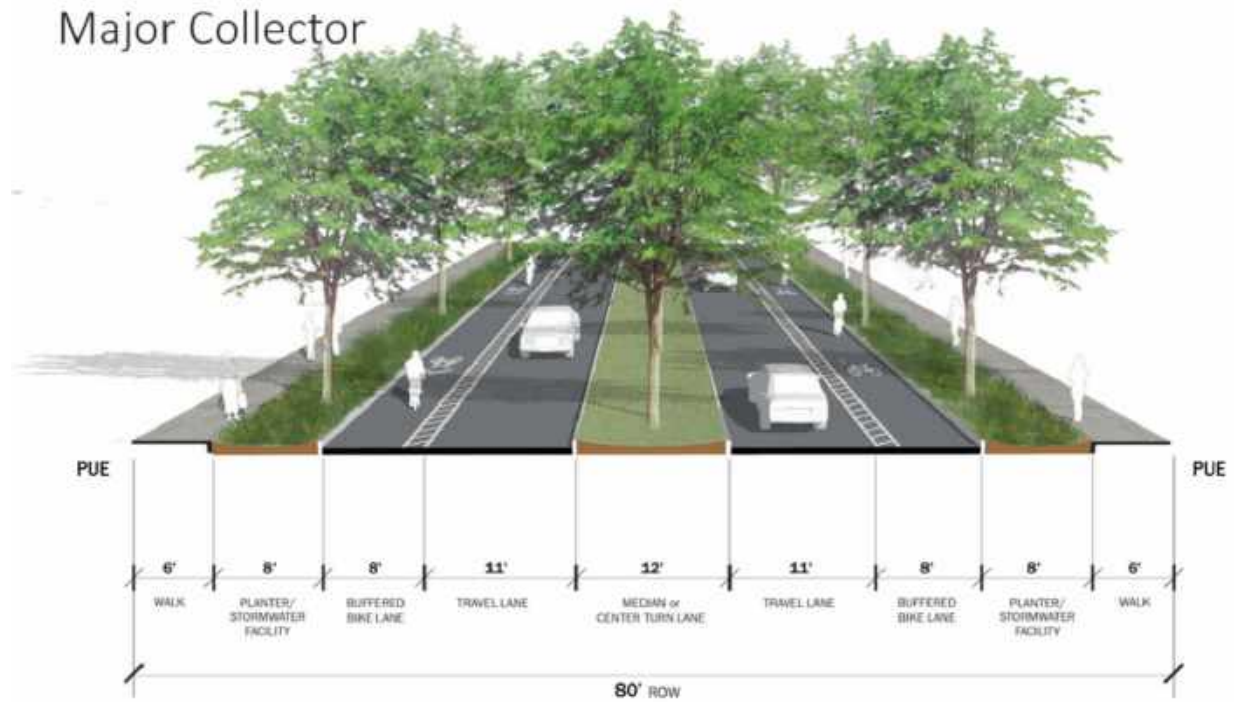 Major Collector
PUE
PUE
6'
8'
8'
11'
12'
11'
8'
8'
6'
WALK
PLANTER/
STORMWATER
FACILITY
BUFFERED
BIKE LANE
TRAVEL LANE
MEDIAN or
CENTER TURN LANE
TRAVEL LANE
BUFFERED
BIKE LANE
PLANTER/
STORMWATER
FACILITY
WALK
80' ROW